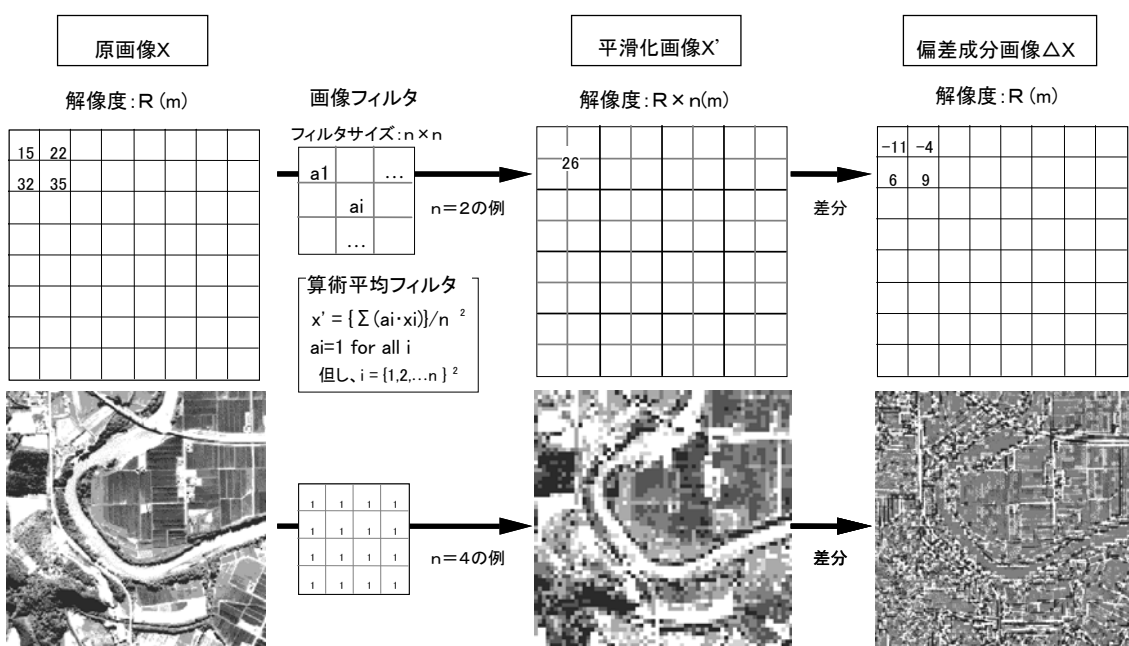 原画像X
平滑化画像X’
偏差成分画像△X
解像度:R (m)
画像フィルタ
解像度:R×n(m)
解像度:R (m)
フィルタサイズ:n×n
15 22
32 35
a1 …
ai
…
n=2の例
26
差分
-11 -4
6 9
算術平均フィルタ
x’ = {Σ(ai・xi)}/n ²
ai=1 for all i
但し、i = {1,2,…n } ²
1 1 1 1
1 1 1 1
1 1 1 1
1 1 1 1
n=4の例
差分